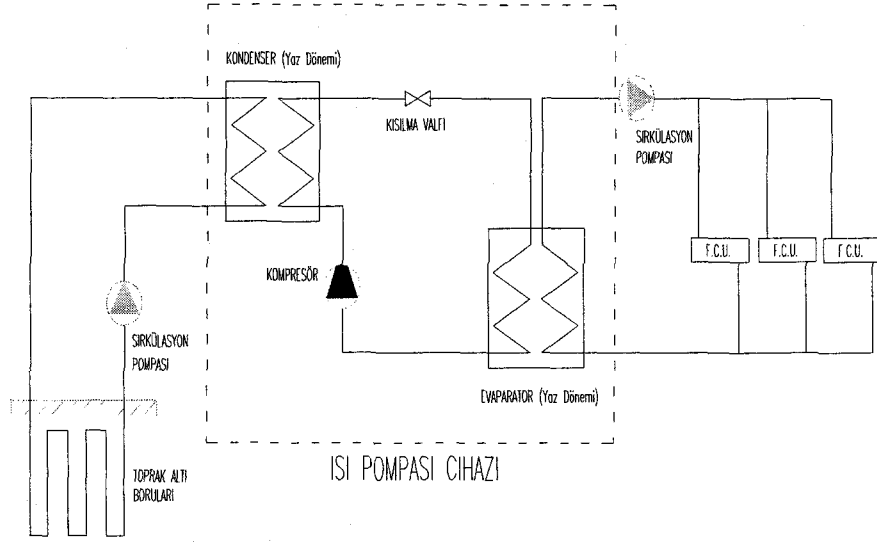 KONDENSER (Yaz Dönemi)
KISILMA VALFI
SIRKÜLASYON
POMPASI
F.C.U.
F.C.U.
F.C.U.
KOMPRESÖR
SIRKÜLASYON
POMPASI
EVAPARATOR (Yaz Dönemi)
TOPRAK ALTI
BORULARI
ISI POMPASI CIHAZI